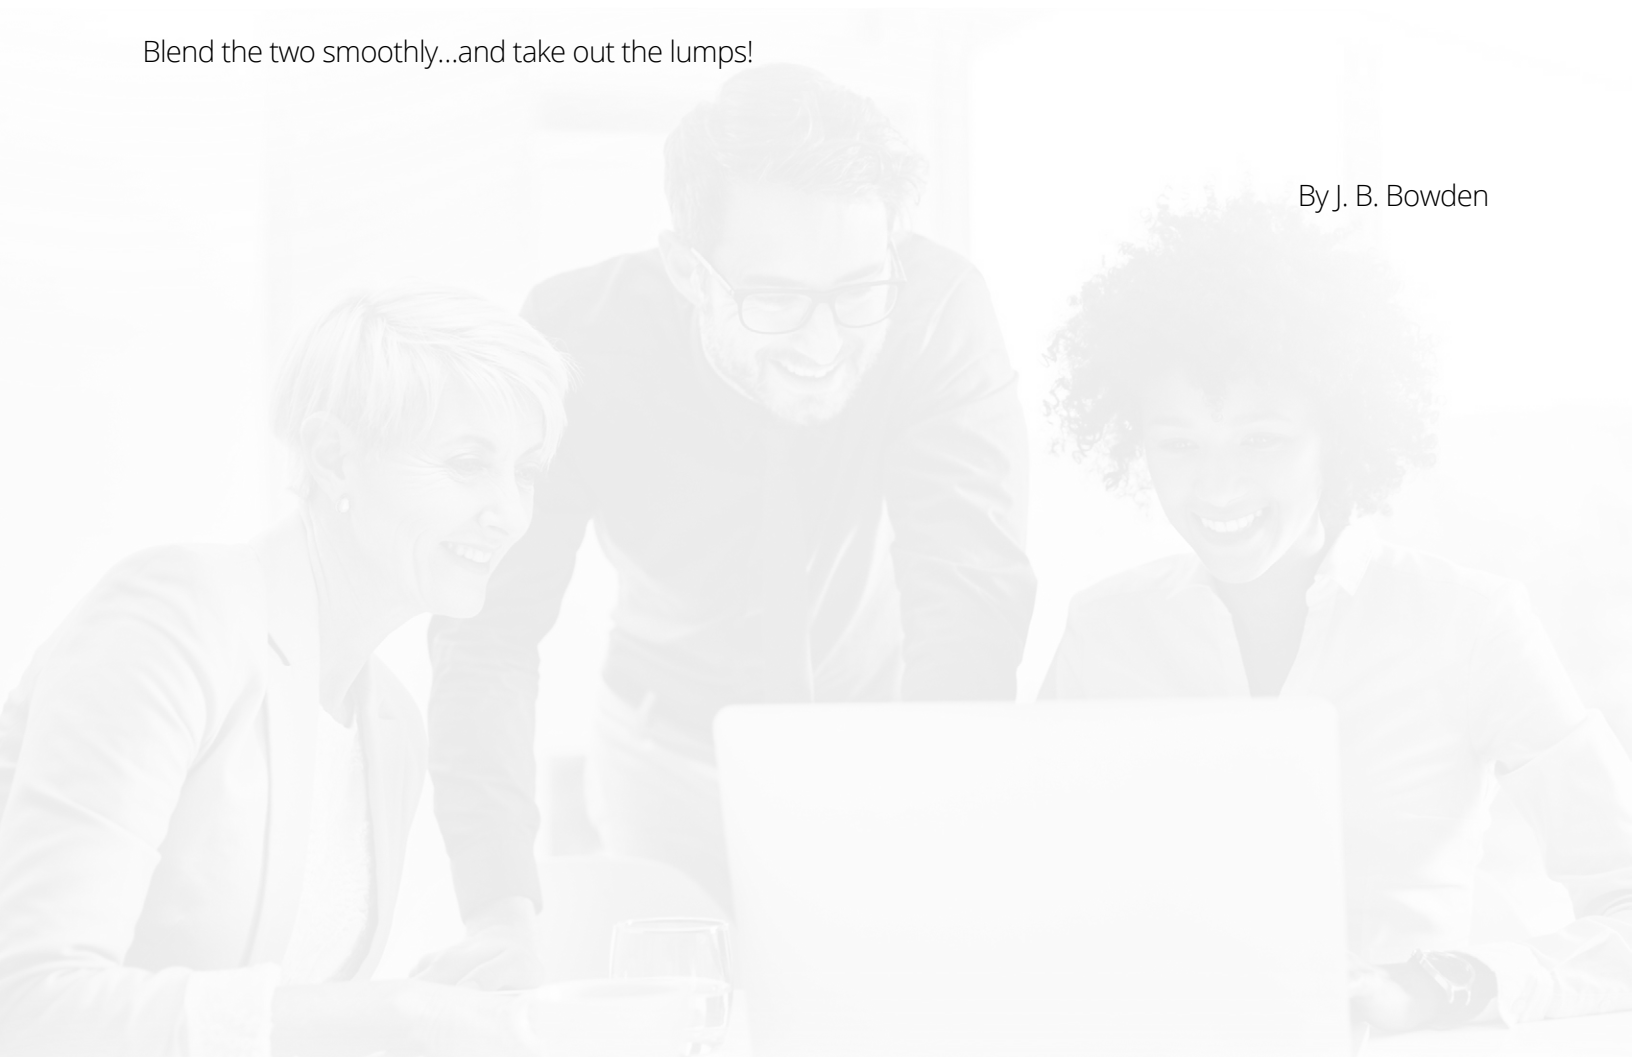 Blend the two smoothly...and take out the lumps!
By J. B. Bowden